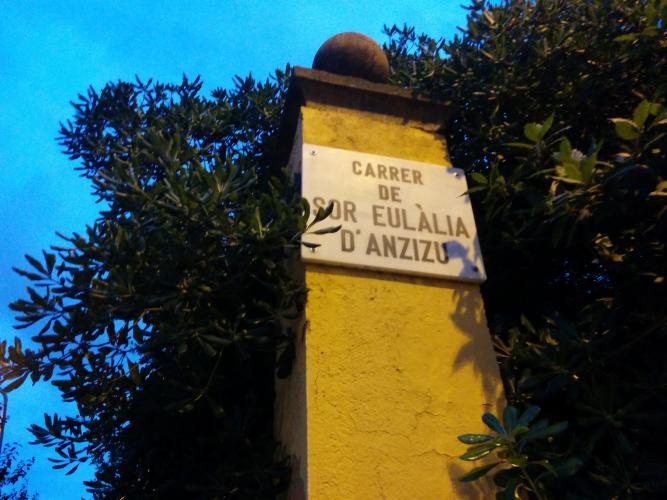 CARRER
DE
SOR EULÀLIA
D'ANZIZU